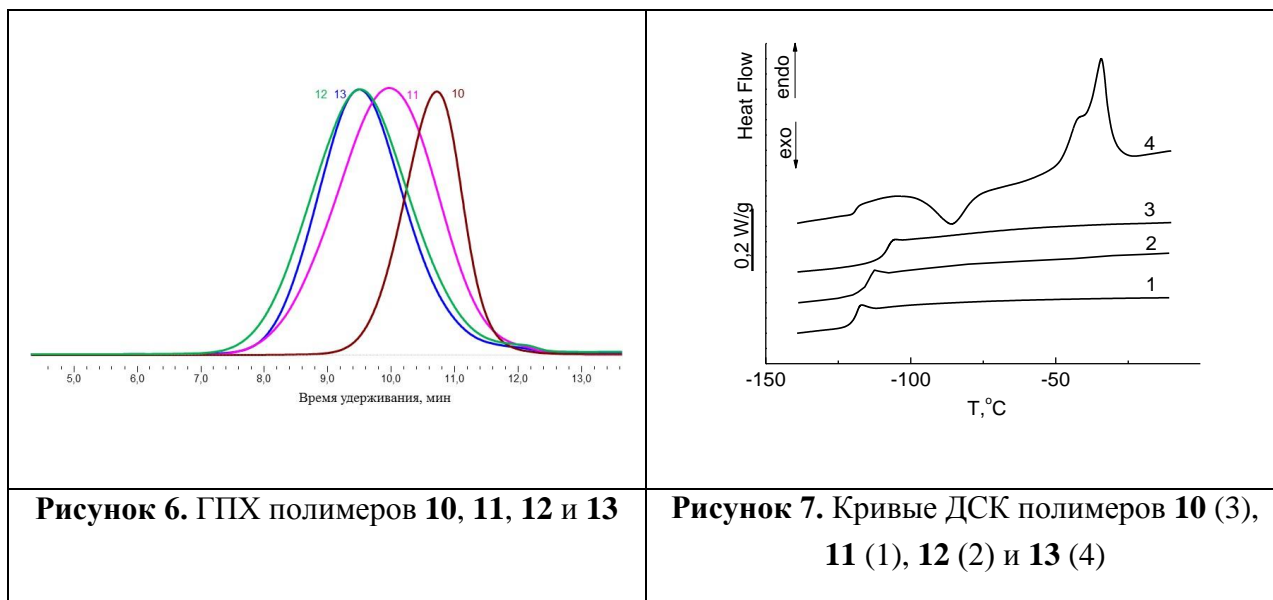 12 13 11 10
5,0 6,0 7,0 8,0 9,0 10,0 11,0 12,0 13,0
Время удерживания, мин
Heat Flow
exo endo
0,2 W/g
4
3
2
1
-150 -100 -50
T,°C
Рисунок 6. ГПХ полимеров 10, 11, 12 и 13
Рисунок 7. Кривые ДСК полимеров 10 (3),
11 (1), 12 (2) и 13 (4)